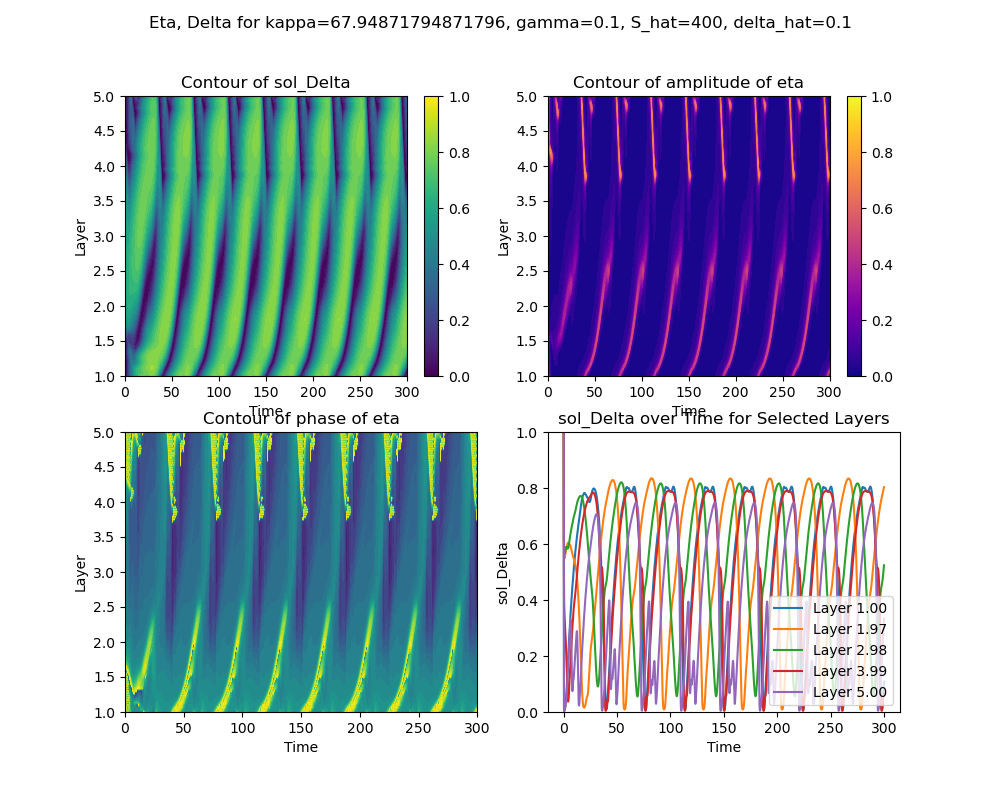 Eta, Delta for kappa=67.94871794871796, gamma=0.1, S_hat=400, delta_hat=0.1
Contour of sol_Delta
Layer
5.0
4.5
4.0
3.5
3.0
2.5
2.0
1.5
1.0
0 50 100 150 200 250 300
Time
1.0
0.8
0.6
0.4
0.2
0.0
Contour of amplitude of eta
Layer
5.0
4.5
4.0
3.5
3.0
2.5
2.0
1.5
1.0
0 50 100 150 200 250 300
Time
1.0
0.8
0.6
0.4
0.2
0.0
Contour of phase of eta
Layer
5.0
4.5
4.0
3.5
3.0
2.5
2.0
1.5
1.0
0 50 100 150 200 250 300
Time
sol_Delta over Time for Selected Layers
sol_Delta
1.0
0.8
0.6
0.4
0.2
0.0
0 50 100 150 200 250 300
Time
Layer 1.00
Layer 1.97
Layer 2.98
Layer 3.99
Layer 5.00